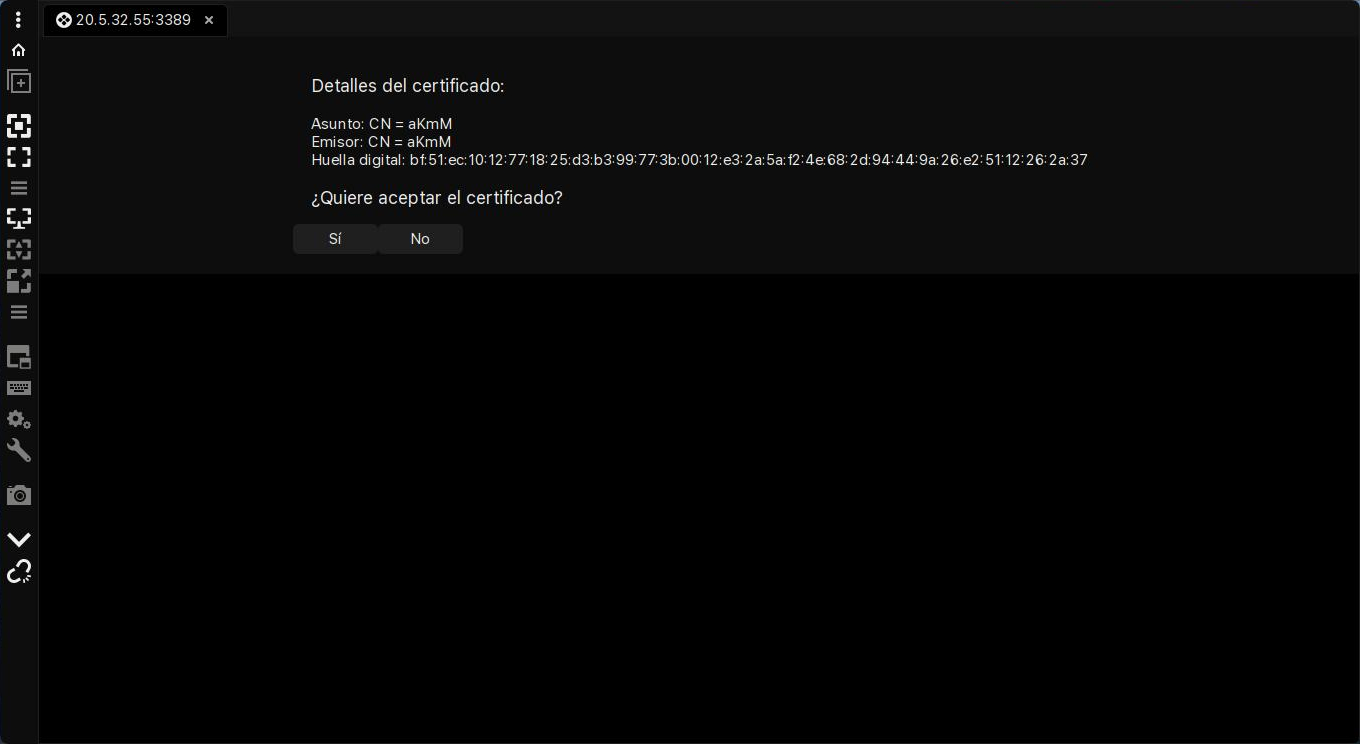 20.5.32.55:3389
Detalles del certificado:
Asunto: CN = aKmM
Emisor: CN = aKmM
Huella digital: bf:51:ec:10:12:77:18:25:d3:b3:99:77:3b:00:12:e3:2a:5a:f2:4e:68:2d:94:44:9a:26:e2:51:12:26:2a:37
¿Quiere aceptar el certificado?
Sí No